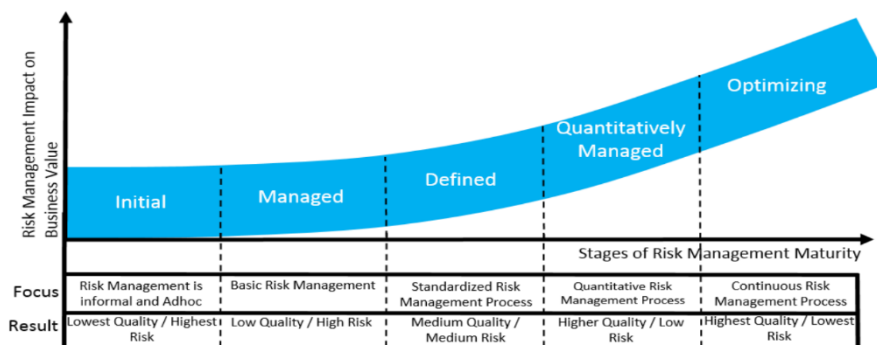 Risk Management Impact on
Business Value
Initial
Managed
Defined
Quantitatively
Managed
Optimizing
Stages of Risk Management Maturity
Focus
Risk Management is
informal and Adhoc
Basic Risk Management
Standardized Risk
Management Process
Quantitative Risk
Management Process
Continuous Risk
Management Process
Result
Lowest Quality / Highest
Risk
Low Quality / High Risk
Medium Quality /
Medium Risk
Higher Quality / Low
Risk
Highest Quality / Lowest
Risk